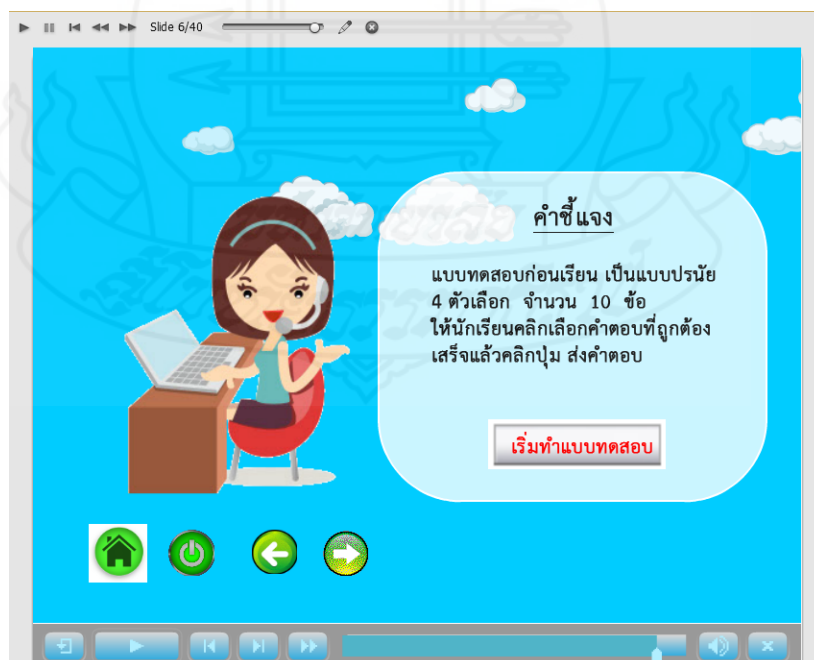 Slide 6/40
คำชี้แจง
แบบทดสอบก่อนเรียน เป็นแบบปรนัย
4 ตัวเลือก จำนวน 10 ข้อ
ให้นักเรียนคลิกเลือกคำตอบที่ถูกต้อง
เสร็จแล้วคลิกปุ่ม ส่งคำตอบ
เริ่มทำแบบทดสอบ